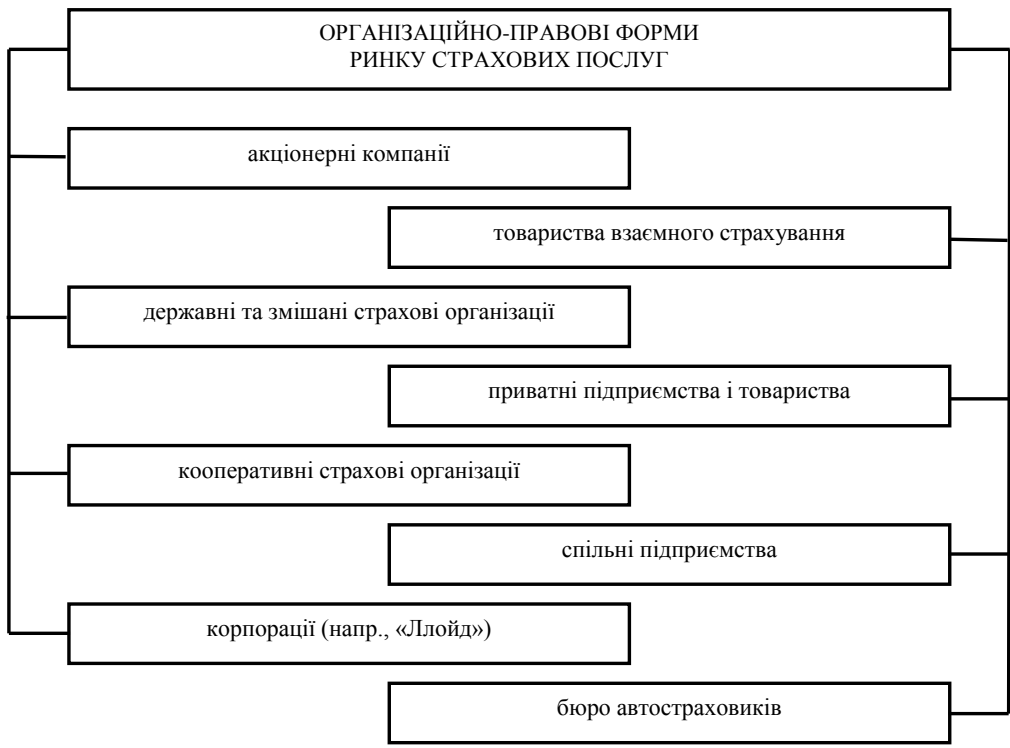 ОРГАНІЗАЦІЙНО-ПРАВОВІ ФОРМИ
РИНКУ СТРАХОВИХ ПОСЛУГ
акціонерні компанії
товариства взаємного страхування
державні та змішані страхові організації
приватні підприємства і товариства
кооперативні страхові організації
спільні підприємства
корпорації (напр., «Ллойд»)
бюро автостраховиків